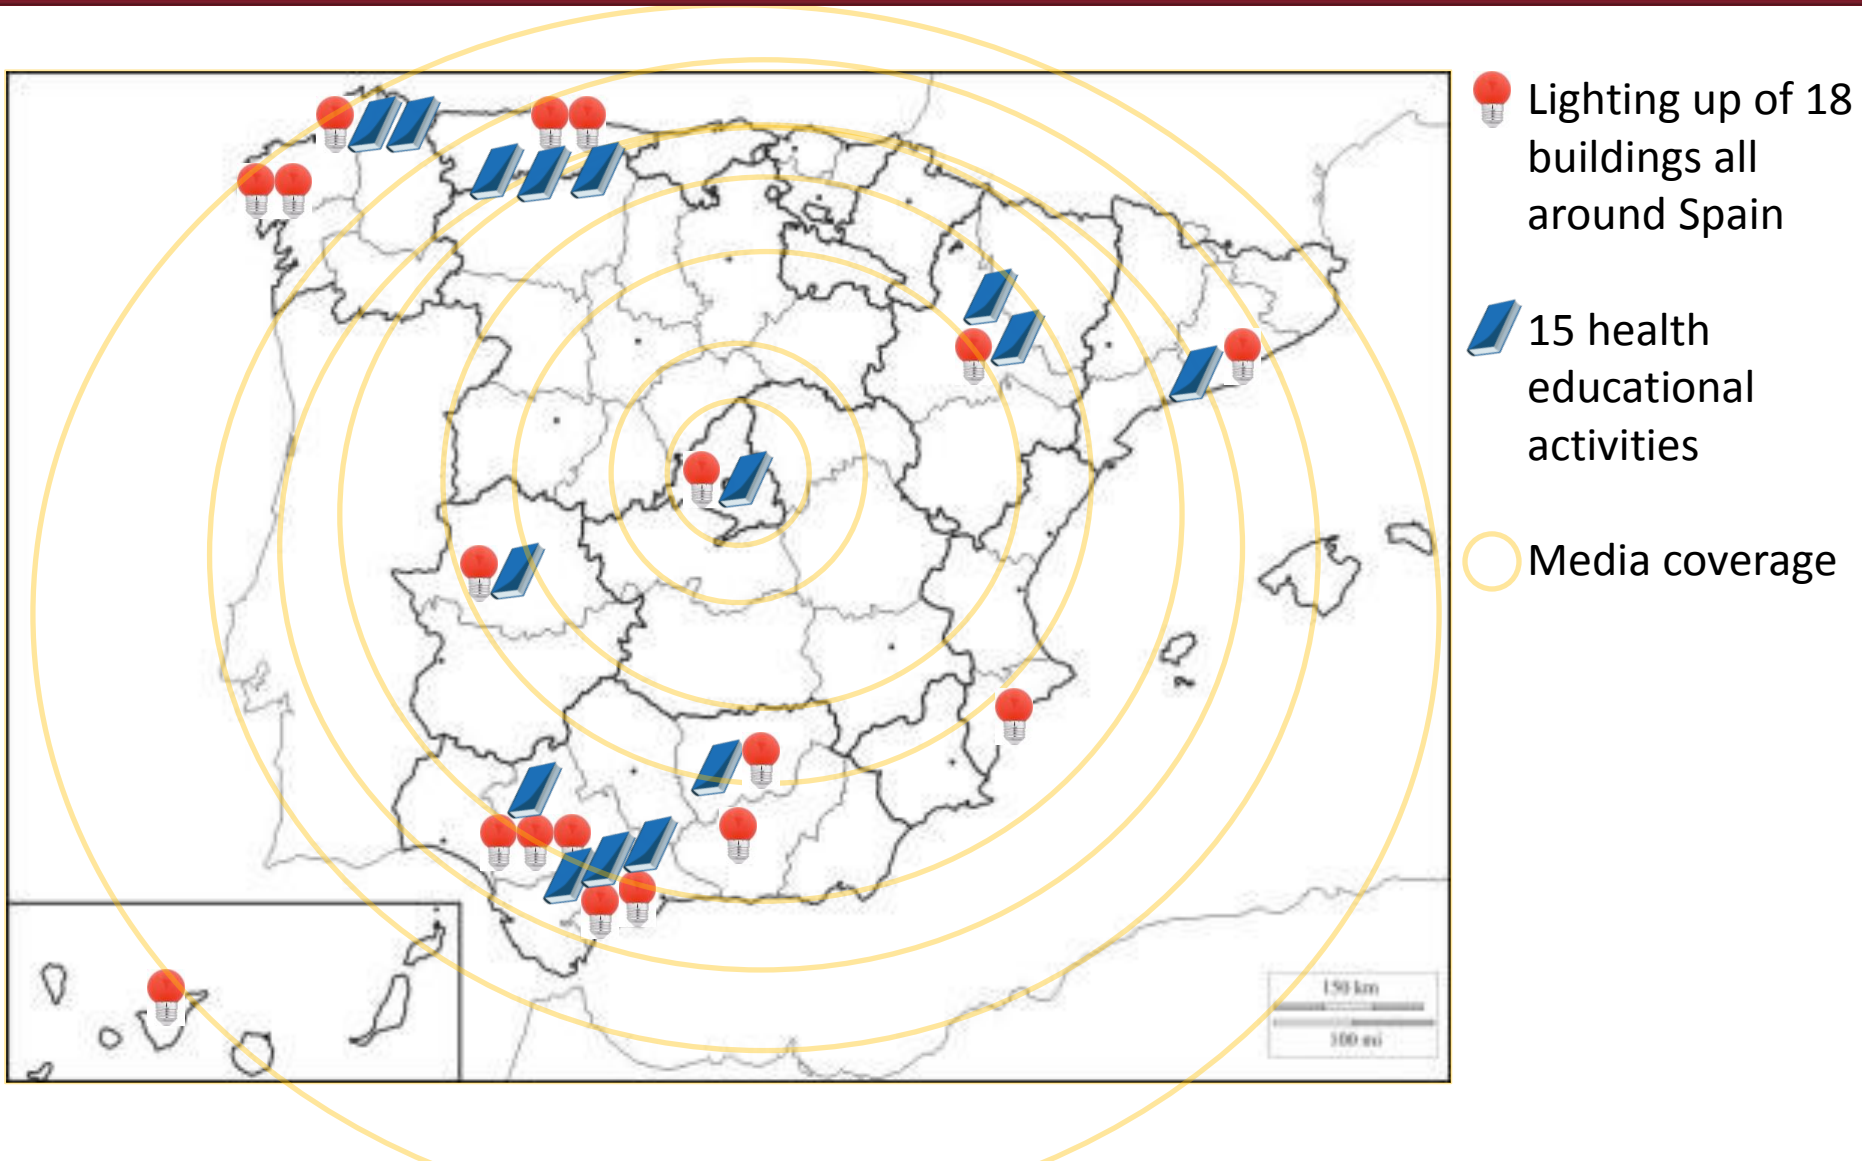 Lighting up of 18
buildings all
around Spain
15 health
educational
activities
Media coverage
150 km
100 mi